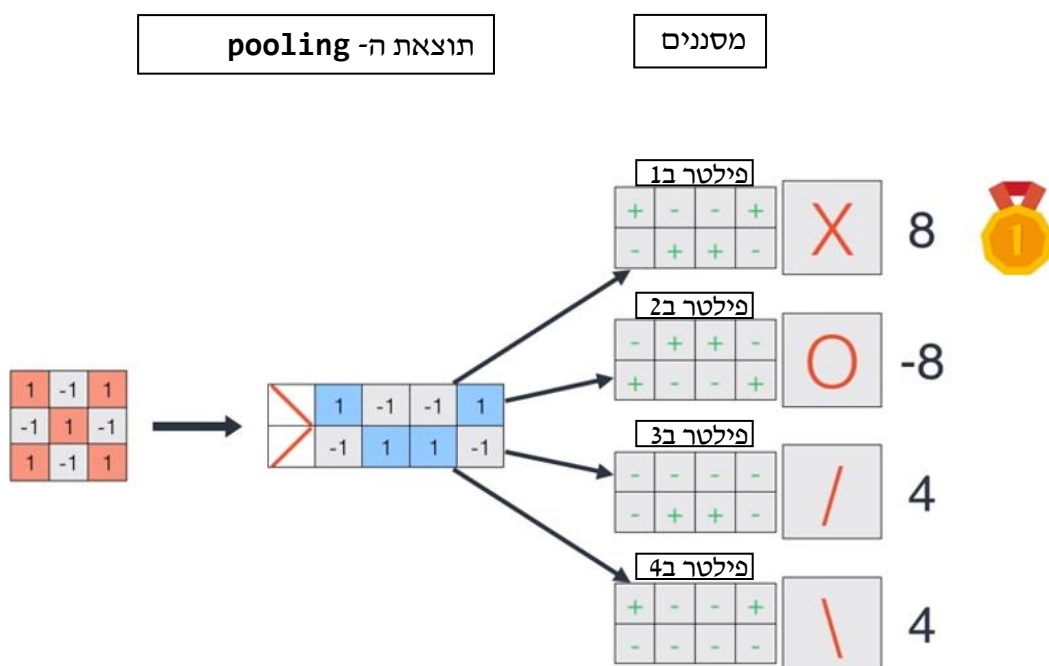 תוצאת ה- pooling
מסננים
פילטר ב1
+ - - +
- + + -
X
8
1
פילטר ב2
- + + -
+ - - +
O
-8
1 -1 1
-1 1 -1
1 -1 1
1 -1 -1 1
-1 1 1 -1
פילטר ב3
- - - -
- + + -
/
4
פילטר ב4
+ - - +
- - - -
\
4